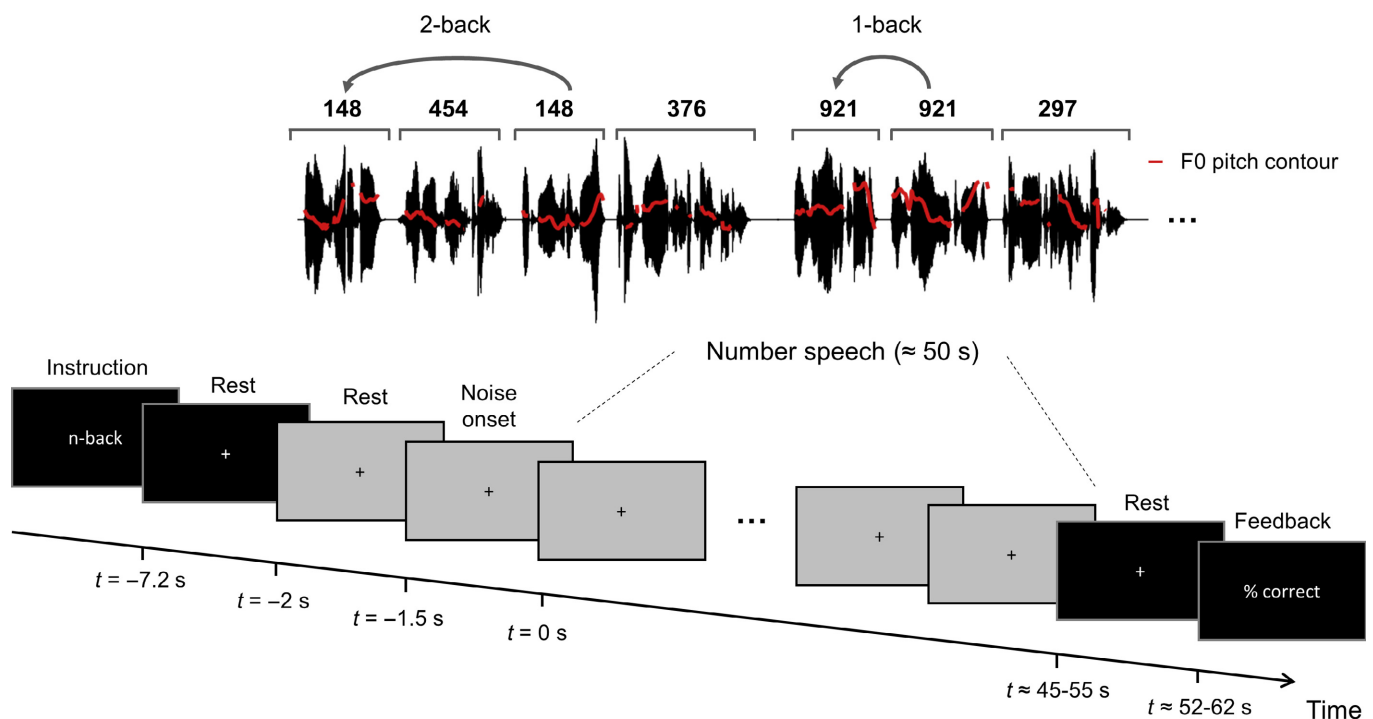 2-back
1-back
148
454
148
376
921
921
297
F0 pitch contour
...
Number speech (≈ 50 s)
Instruction
n-back
Rest
+
Rest
+
Noise
onset
+
+
...
+
+
Rest
+
Feedback
% correct
t = −7.2 s
t = −2 s
t = −1.5 s
t = 0 s
t ≈ 45-55 s
t ≈ 52-62 s
Time